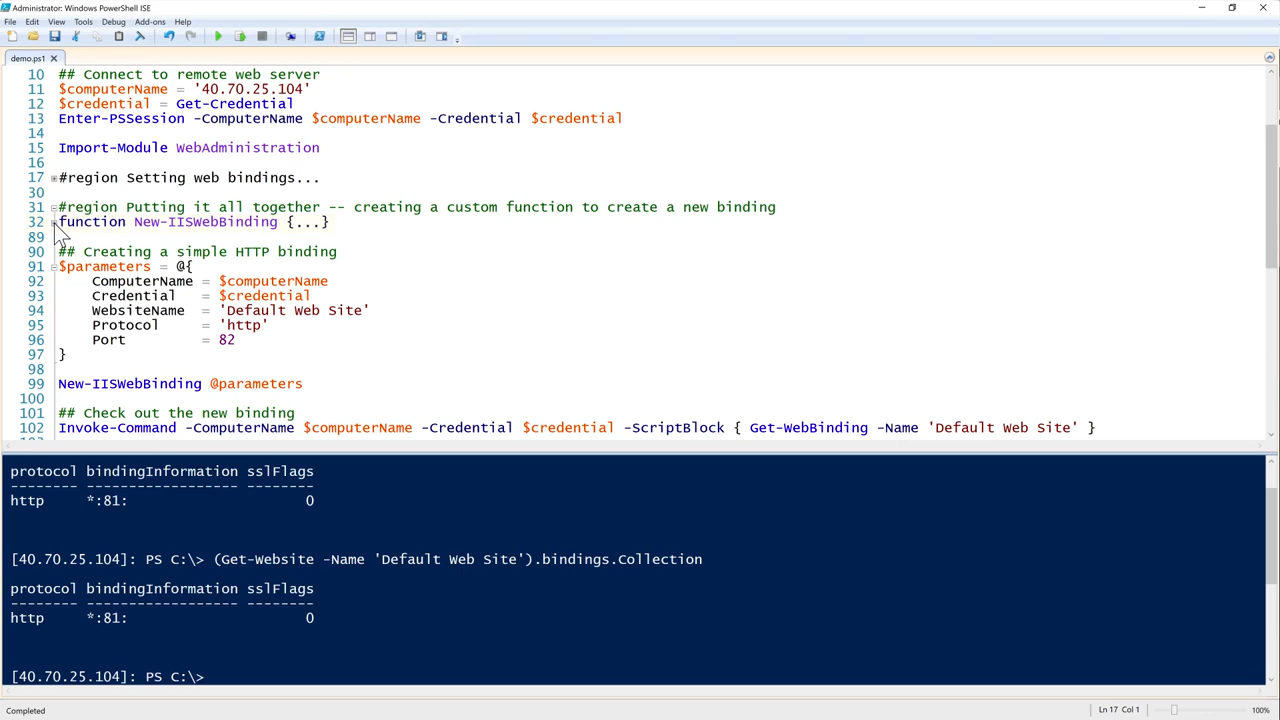 Administrator: Windows PowerShell ISE
File Edit View Tools Debug Add-ons Help
demo.ps1
10 ## Connect to remote web server
11 $computerName = '40.70.25.104'
12 $credential = Get-Credential
13 Enter-PSSession -ComputerName $computerName -Credential $credential
14
15 Import-Module WebAdministration
16
17 #region Setting web bindings...
30
31 #region Putting it all together -- creating a custom function to create a new binding
32 function New-IISWebBinding {...}
89
90 ## Creating a simple HTTP binding
91 $parameters = @{
92 ComputerName = $computerName
93 Credential = $credential
94 WebsiteName = 'Default Web Site'
95 Protocol = 'http'
96 Port = 82
97 }
98
99 New-IISWebBinding @parameters
100
101 ## Check out the new binding
102 Invoke-Command -ComputerName $computerName -Credential $credential -ScriptBlock { Get-WebBinding -Name 'Default Web Site' }
protocol bindingInformation sslFlags
-------- ------------------ --------
http *:81: 0
[40.70.25.104]: PS C:\> (Get-Website -Name 'Default Web Site').bindings.Collection
protocol bindingInformation sslFlags
-------- ------------------ --------
http *:81: 0
[40.70.25.104]: PS C:\>
Completed
Ln 17 Col 1
100%